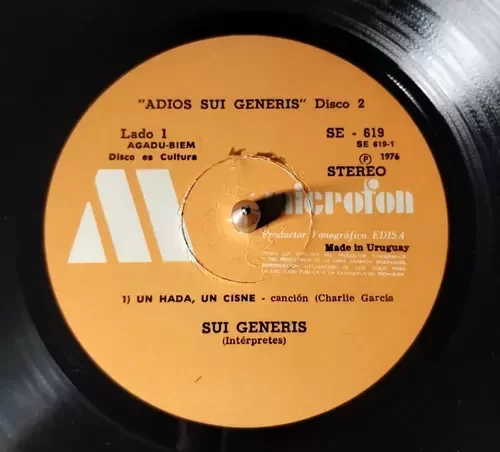 "ADIOS SUI GENERIS" Disco 2
Lado 1
AGADU-BIEM
Disco es Cultura
SE - 619
SE 619-1
Ⓟ 1976
STEREO
microfon
Productor Fonográfico EDISA
Made in Uruguay
1) UN HADA, UN CISNE - canción (Charlie García
SUI GENERIS
(Intérpretes)